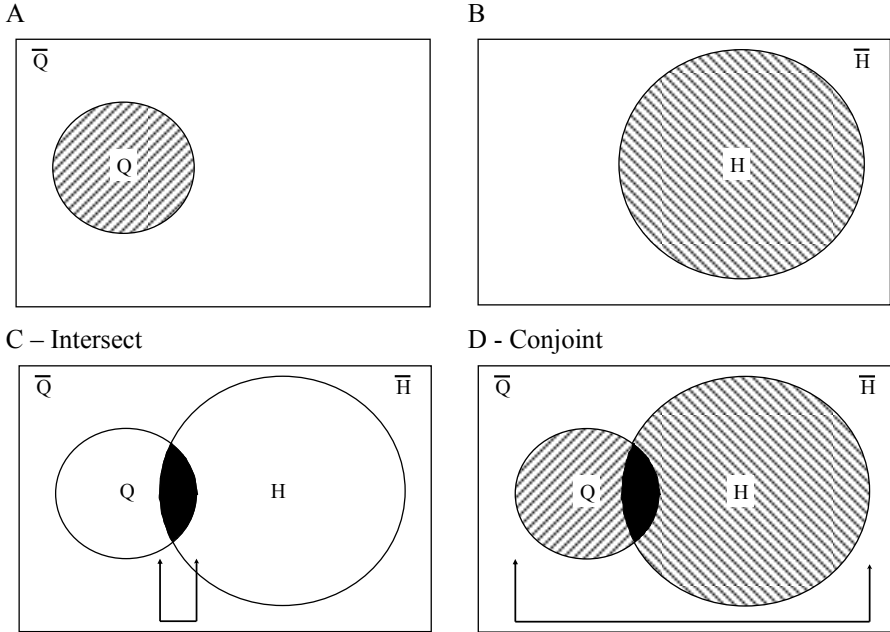 A
Q̅
Q
B
H̅
H
C – Intersect
Q̅
H̅
Q
H
D - Conjoint
Q̅
H̅
Q
H